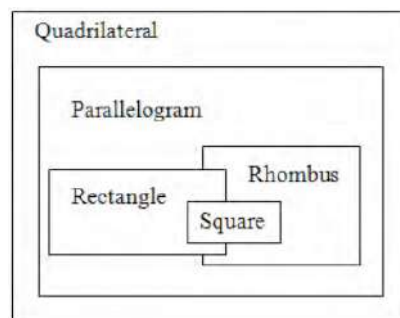 Quadrilateral
Parallelogram
Rhombus
Rectangle
Square